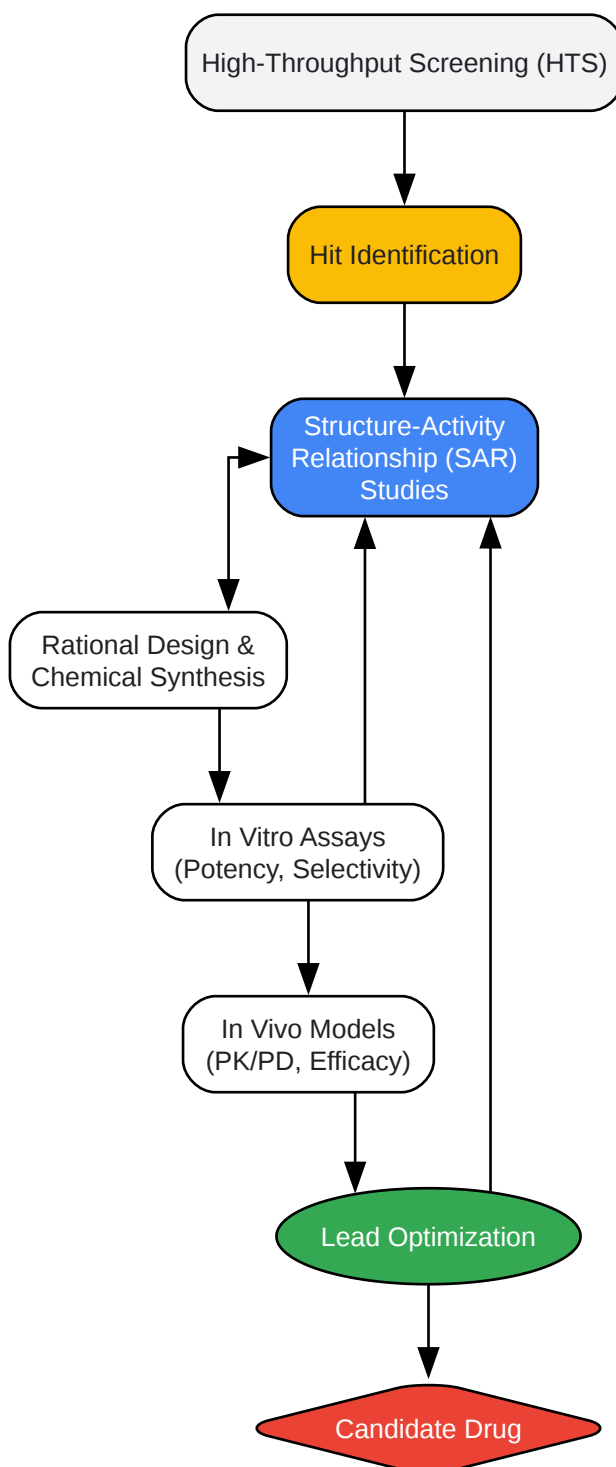 High-Throughput Screening (HTS)
Hit Identification
Structure-Activity
Relationship (SAR)
Studies
Rational Design &
Chemical Synthesis
In Vitro Assays
(Potency, Selectivity)
In Vivo Models
(PK/PD, Efficacy)
Lead Optimization
Candidate Drug